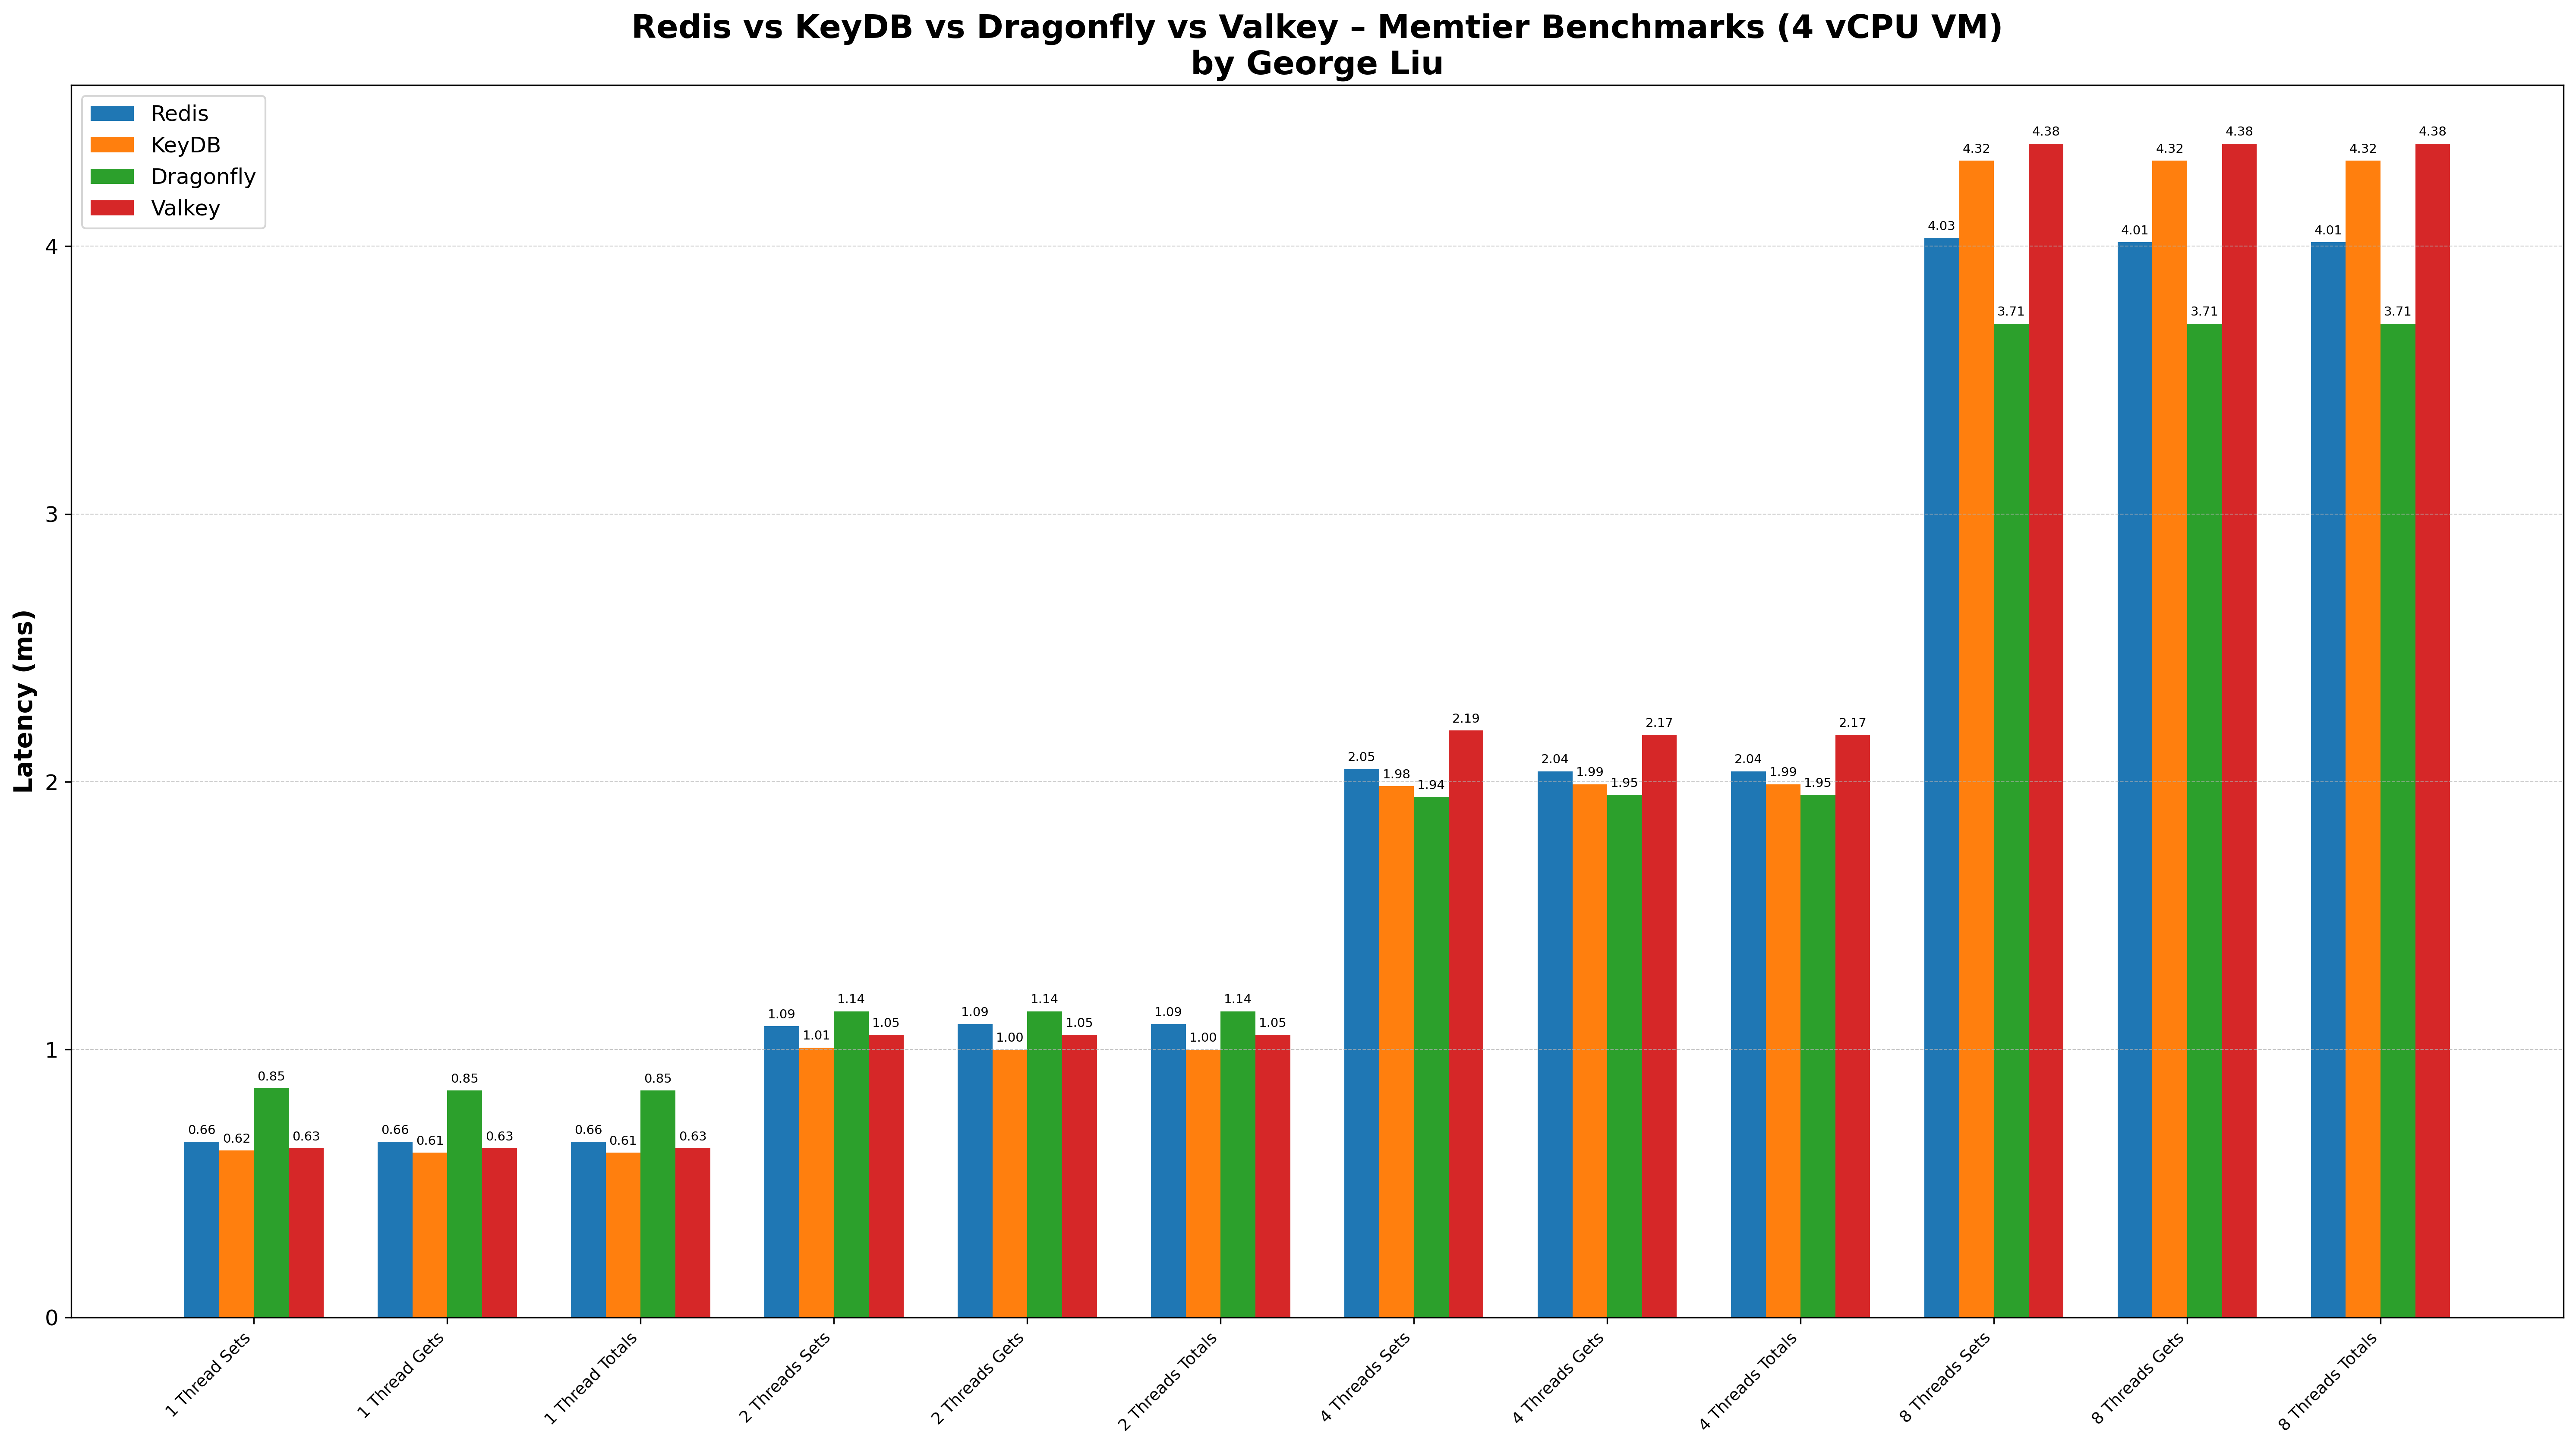 Redis vs KeyDB vs Dragonfly vs Valkey – Memtier Benchmarks (4 vCPU VM)
by George Liu
Redis
KeyDB
Dragonfly
Valkey
Latency (ms)
4
3
2
1
0
0.66
0.62
0.85
0.63
0.66
0.61
0.85
0.63
0.66
0.61
0.85
0.63
1.09
1.01
1.14
1.05
1.09
1.00
1.14
1.05
1.09
1.00
1.14
1.05
2.05
1.98
1.94
2.19
2.04
1.99
1.95
2.17
2.04
1.99
1.95
2.17
4.03
4.32
3.71
4.38
4.01
4.32
3.71
4.38
4.01
4.32
3.71
4.38
1 Thread Sets
1 Thread Gets
1 Thread Totals
2 Threads Sets
2 Threads Gets
2 Threads Totals
4 Threads Sets
4 Threads Gets
4 Threads Totals
8 Threads Sets
8 Threads Gets
8 Threads Totals